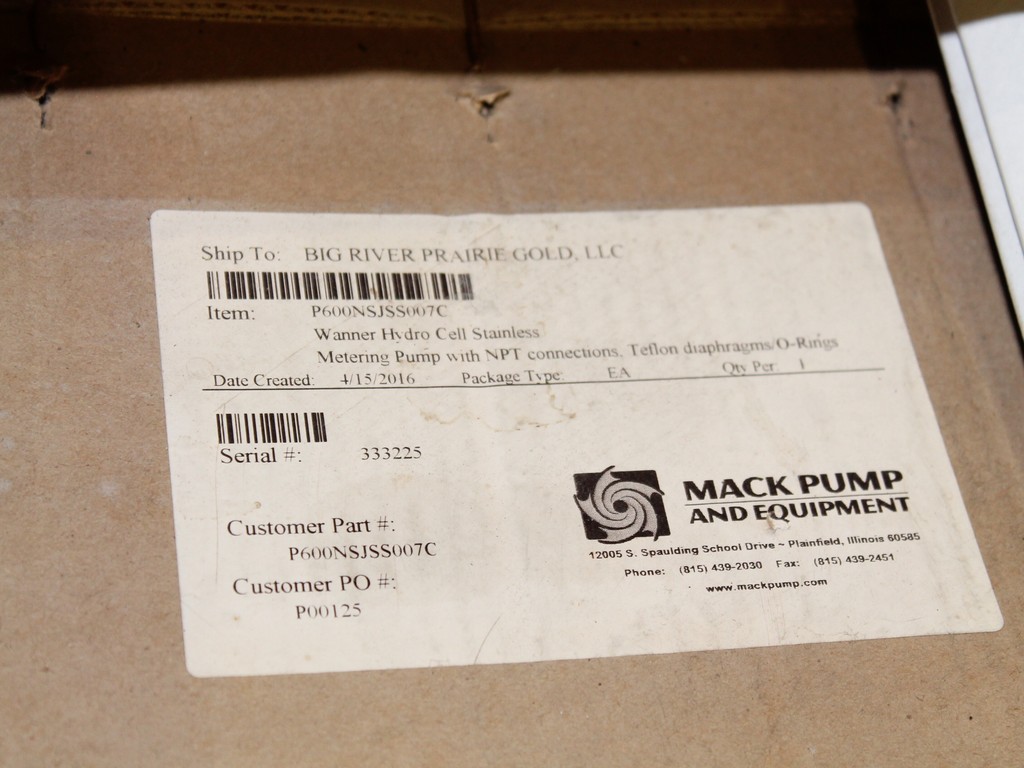 Ship To: BIG RIVER PRAIRIE GOLD, LLC
Item: P600NSJSS007C
Wanner Hydro Cell Stainless
Metering Pump with NPT connections, Teflon diaphragms/O-Rings
Date Created: 4/15/2016 Package Type: EA Qty Per: 1
Serial #: 333225
Customer Part #:
P600NSJSS007C
Customer PO #:
P00125
MACK PUMP
AND EQUIPMENT
12005 S. Spaulding School Drive ~ Plainfield, Illinois 60585
Phone: (815) 439-2030 Fax: (815) 439-2451
www.mackpump.com